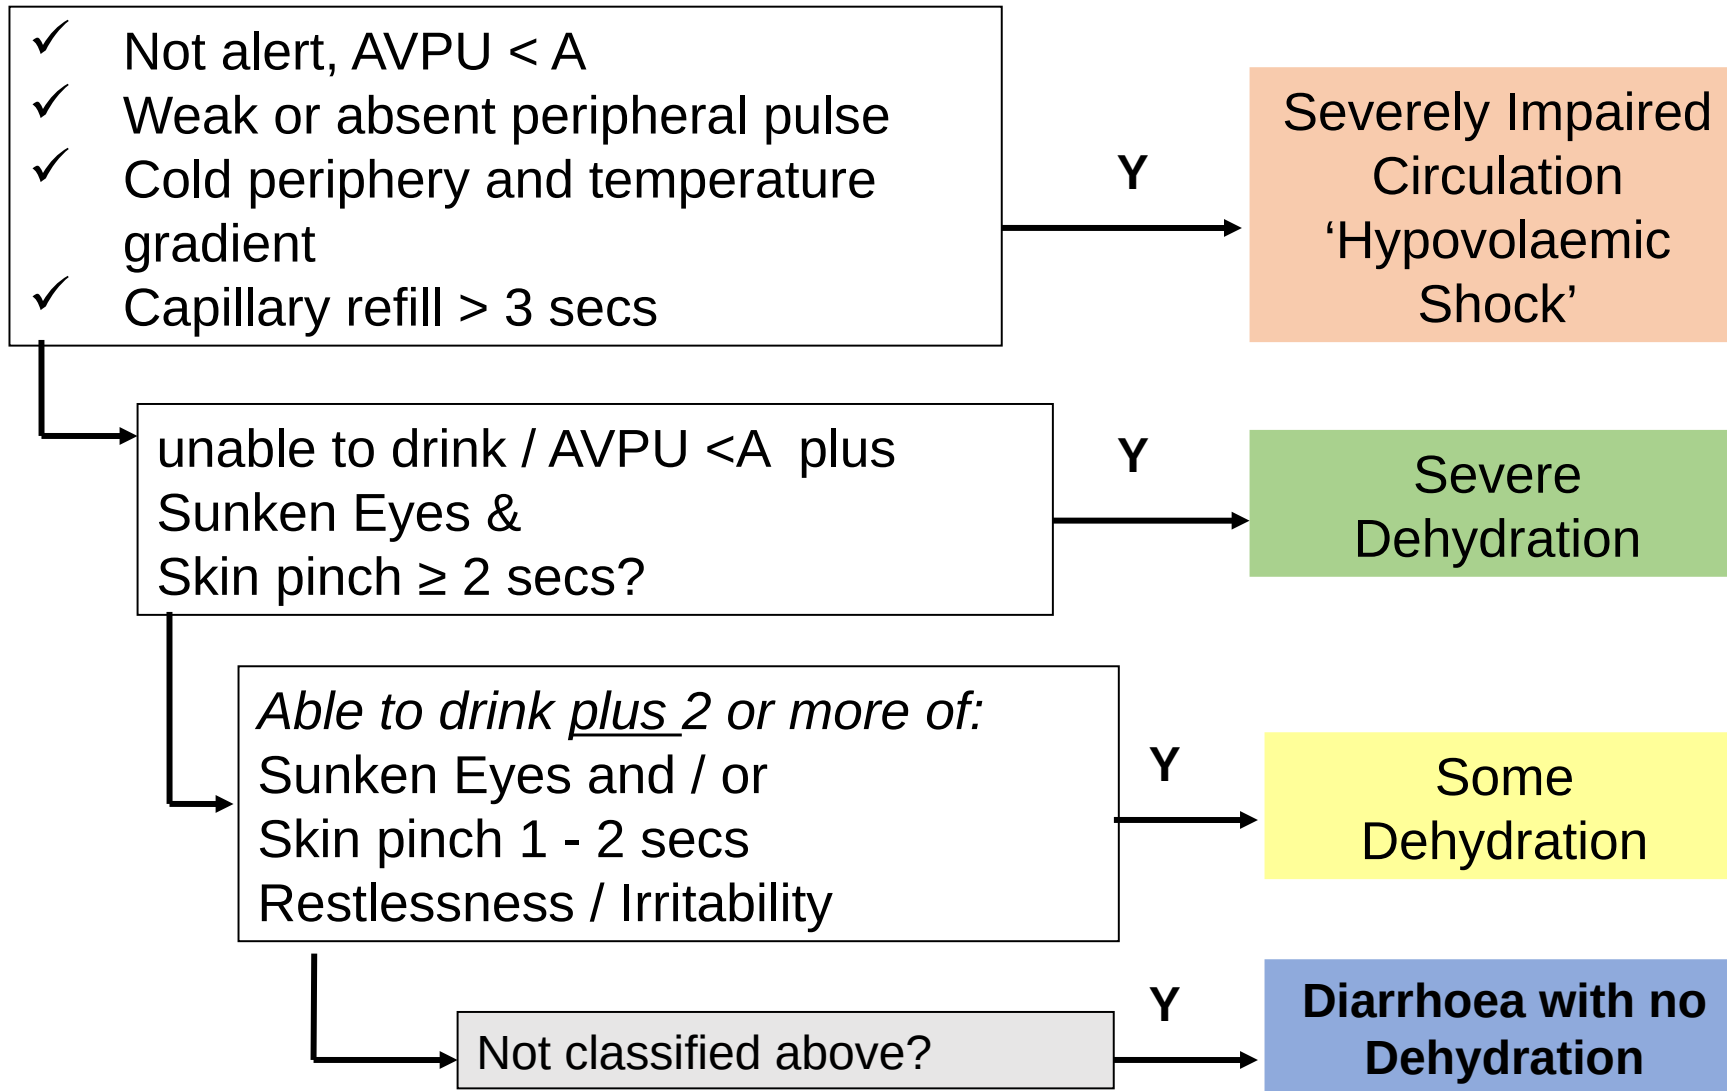 ✓ Not alert, AVPU < A
✓ Weak or absent peripheral pulse
✓ Cold periphery and temperature
gradient
✓ Capillary refill > 3 secs
Y
Severely Impaired
Circulation
‘Hypovolaemic
Shock’
unable to drink / AVPU <A  plus
Sunken Eyes &
Skin pinch ≥ 2 secs?
Y
Severe
Dehydration
Able to drink plus 2 or more of:
Sunken Eyes and / or
Skin pinch 1 - 2 secs
Restlessness / Irritability
Y
Some
Dehydration
Not classified above?
Y
Diarrhoea with no
Dehydration